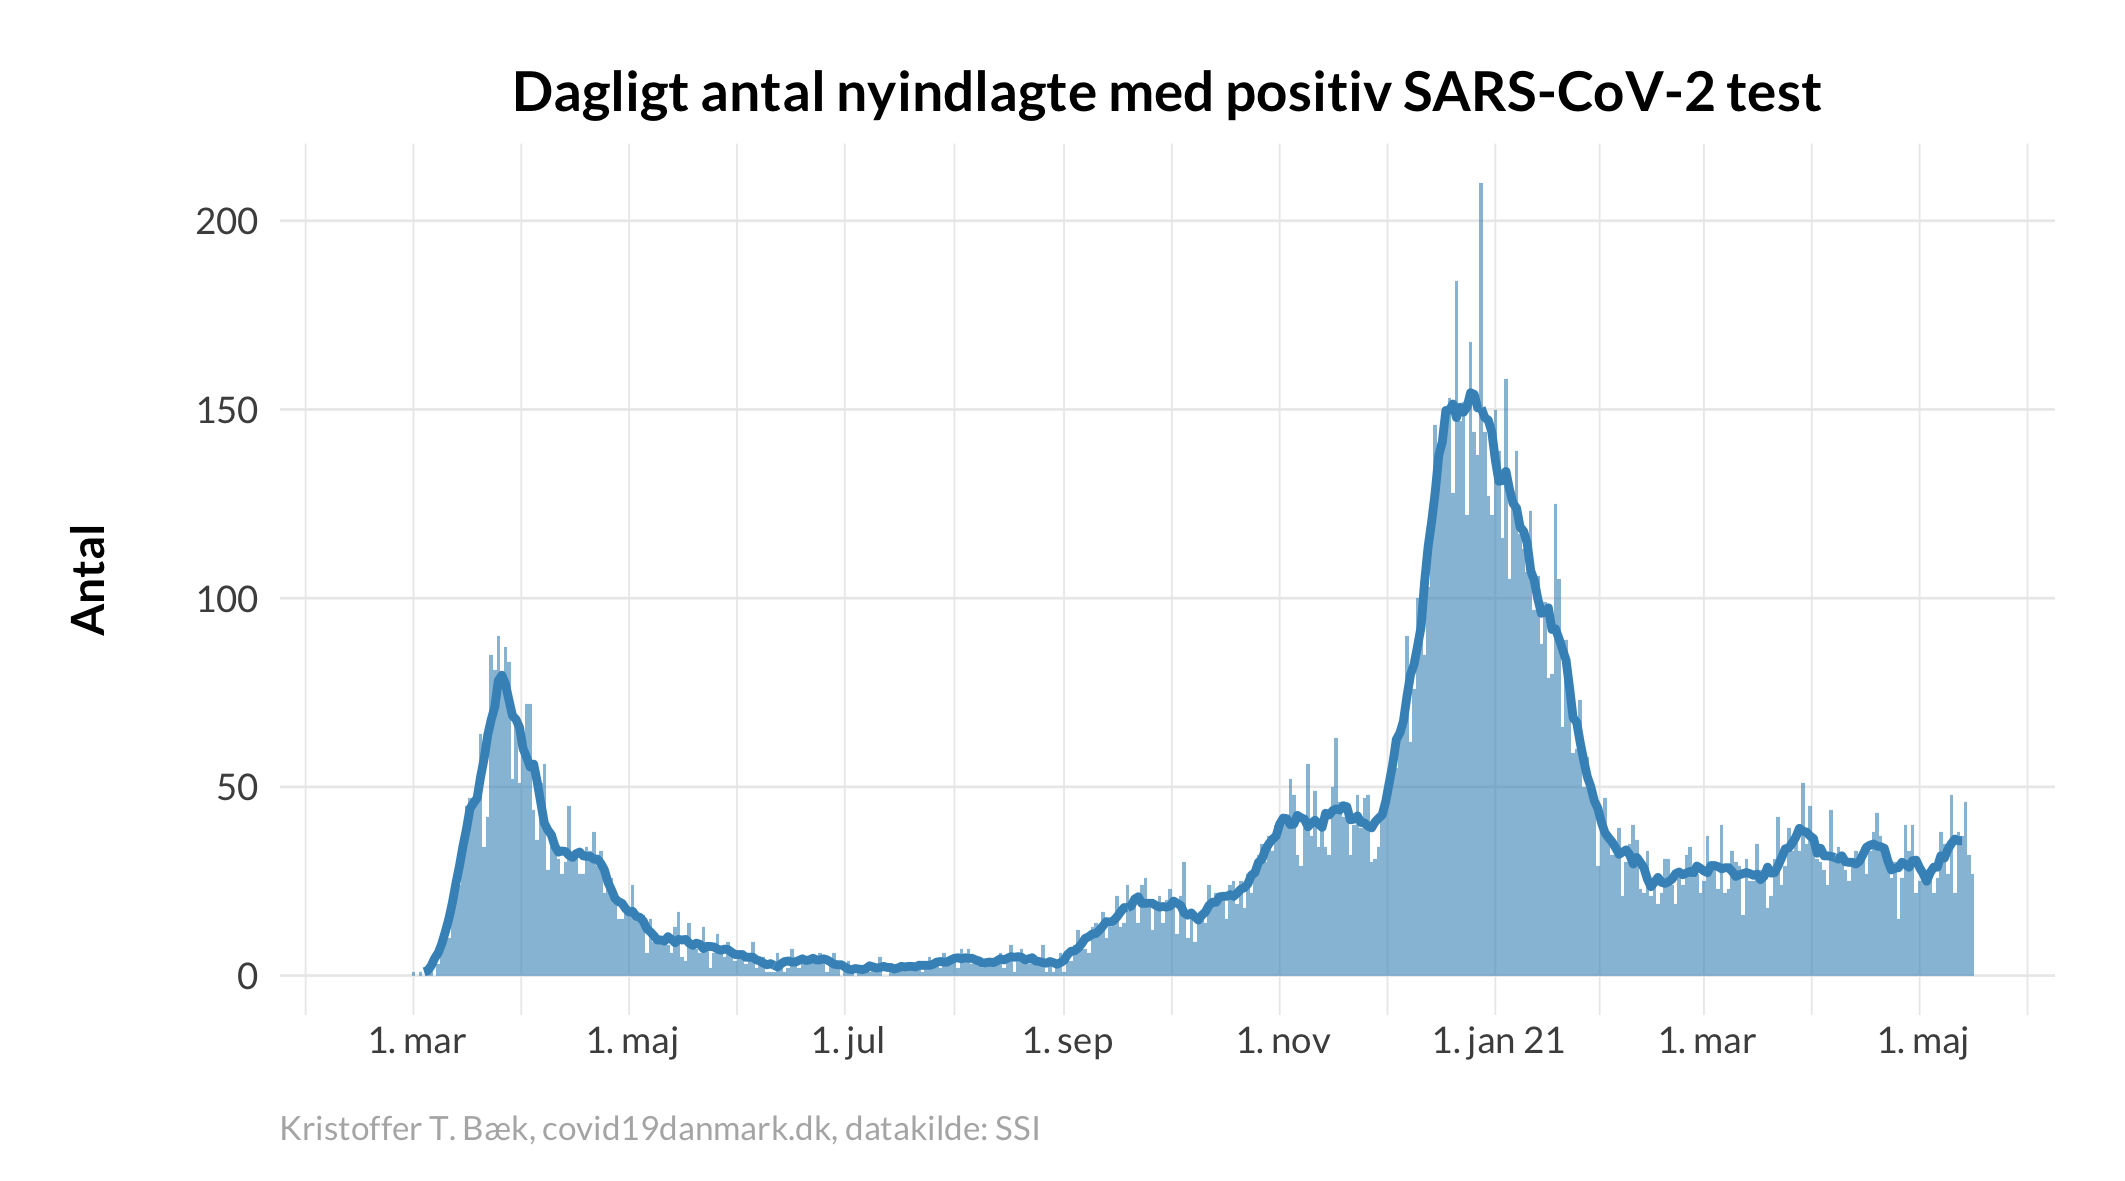 Dagligt antal nyindlagte med positiv SARS-CoV-2 test
Antal
200
150
100
50
0
1. mar
1. maj
1. jul
1. sep
1. nov
1. jan 21
1. mar
1. maj
Kristoffer T. Bæk, covid19danmark.dk, datakilde: SSI